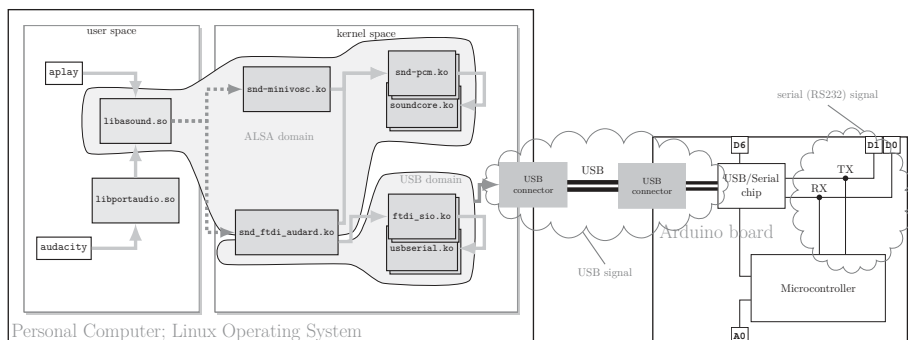 user space
kernel space
aplay
snd-pcm.ko
snd-minivosc.ko
soundcore.ko
serial (RS232) signal
libasound.so
ALSA domain
D6
D1
D0
USB domain
USB
connector
USB
USB
connector
USB/Serial
chip
TX
RX
libportaudio.so
ftdi_sio.ko
snd_ftdi_audard.ko
Arduino board
audacity
usbserial.ko
USB signal
Microcontroller
Personal Computer; Linux Operating System
A0